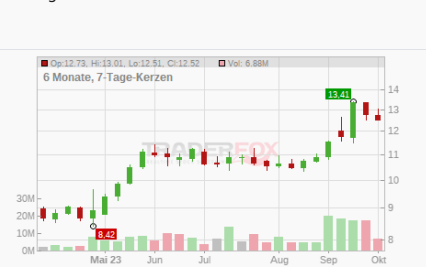 Op:12.73, Hi:13.01, Lo:12.51, Cl:12.52 Vol: 6.88M
6 Monate, 7-Tage-Kerzen
14
13,41
13
12
TRADERFOX
11
10
30M
20M
9
10M
8,42
0M
8
Mai 23 Jun Jul Aug Sep Okt